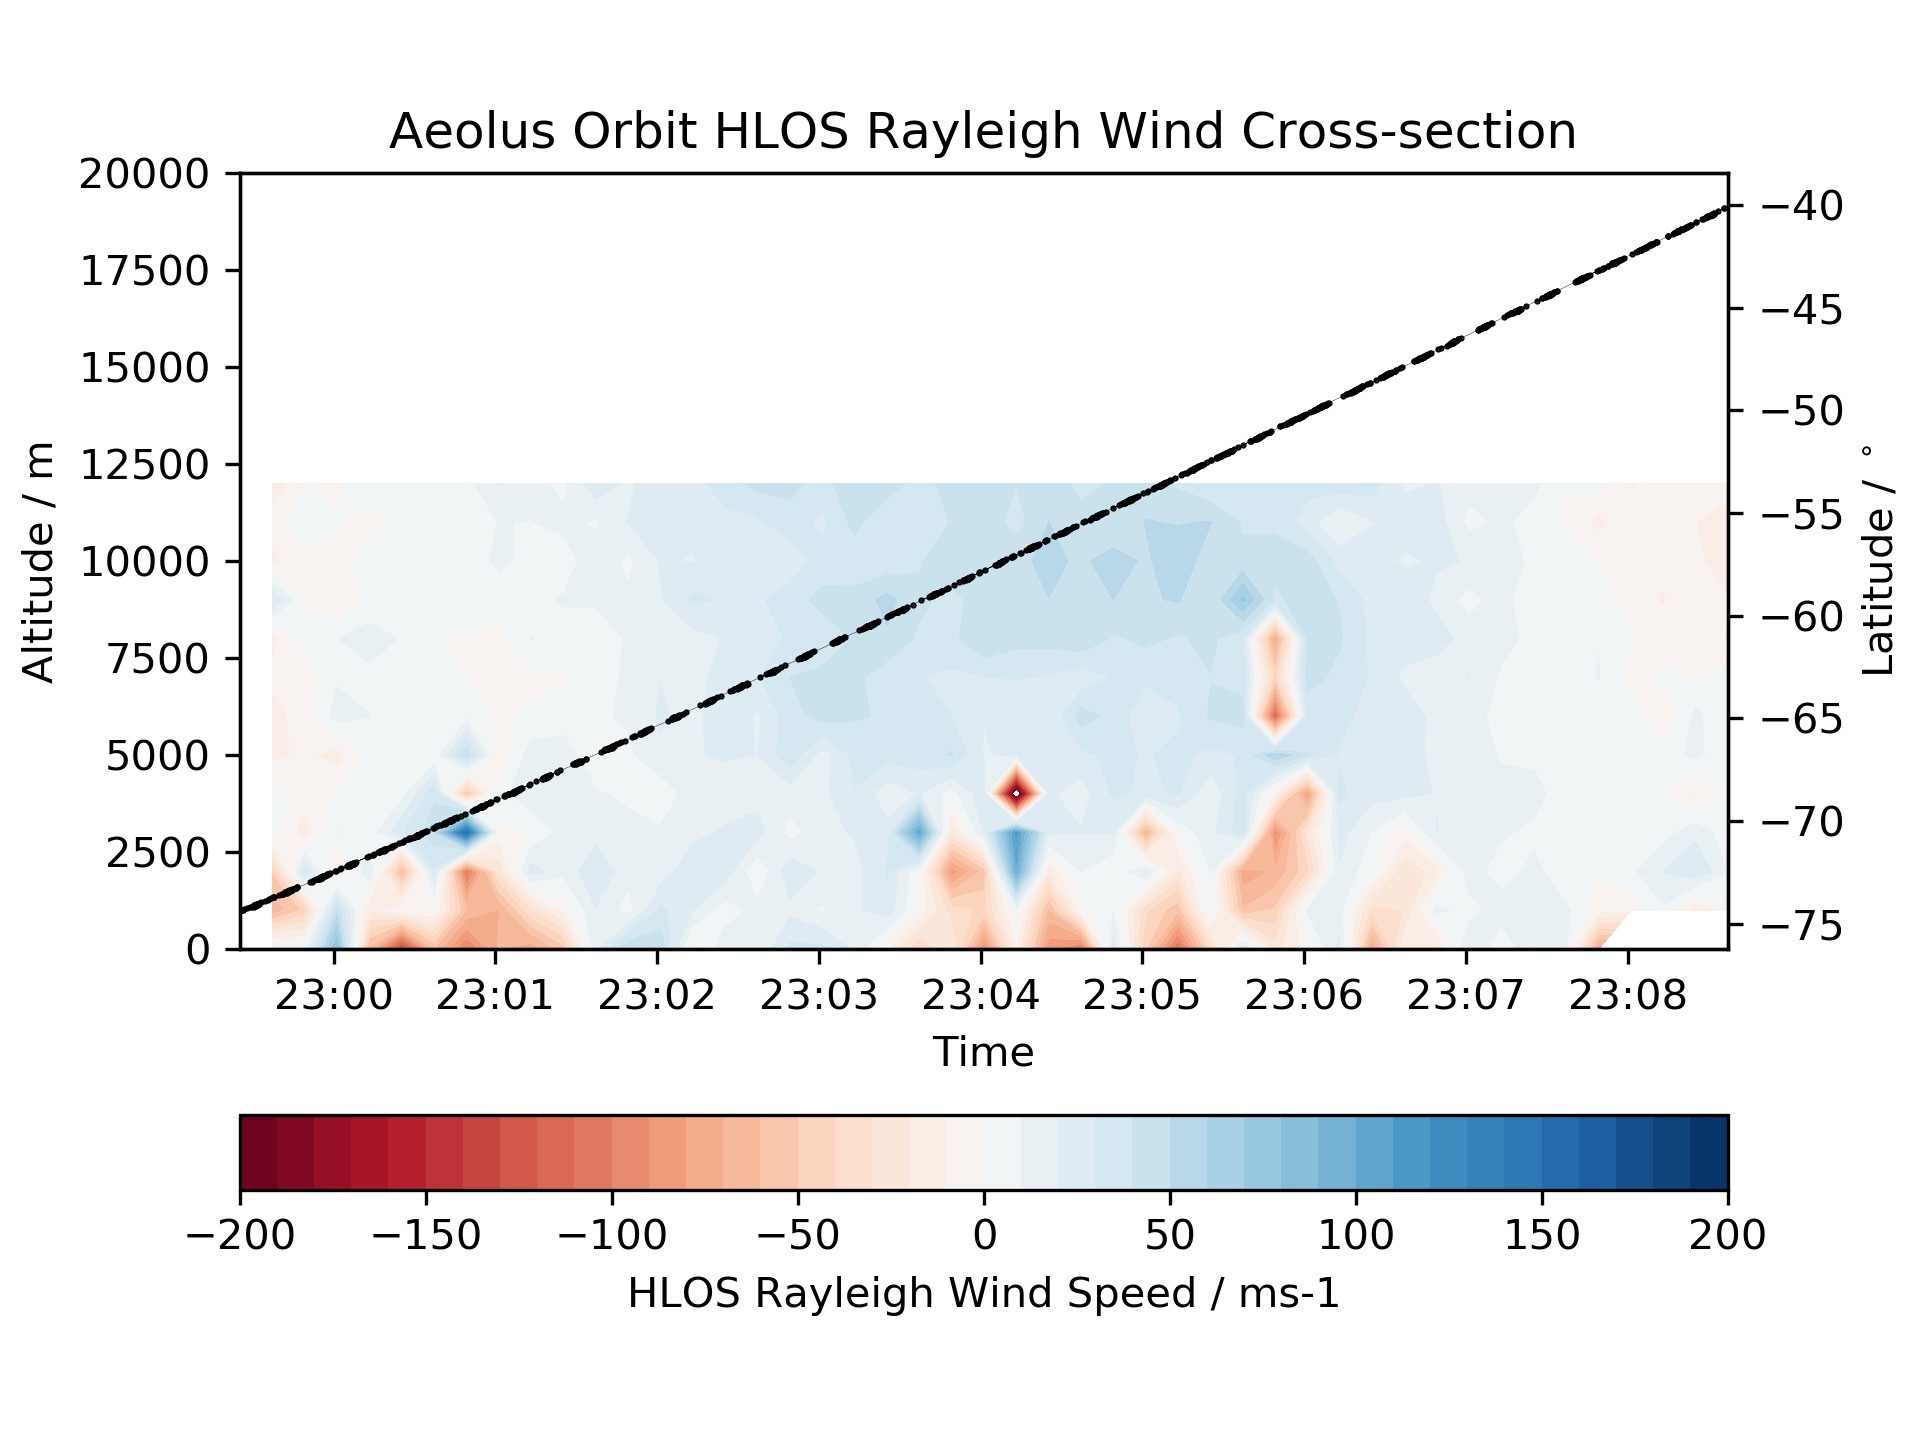 Aeolus Orbit HLOS Rayleigh Wind Cross-section
20000
17500
15000
12500
10000
7500
5000
2500
0
Altitude / m
−40
−45
−50
−55
−60
−65
−70
−75
Latitude / °
23:00 23:01 23:02 23:03 23:04 23:05 23:06 23:07 23:08
Time
−200 −150 −100 −50 0 50 100 150 200
HLOS Rayleigh Wind Speed / ms-1